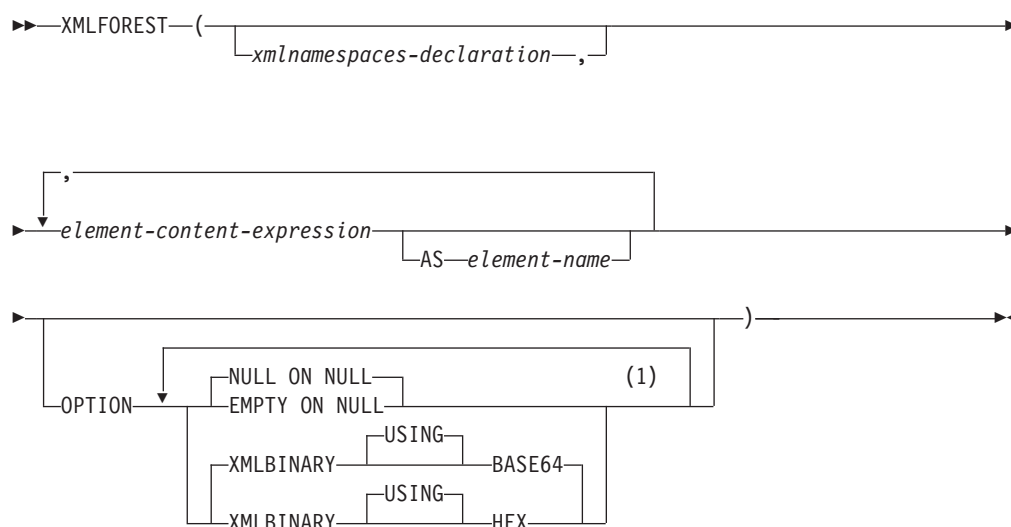 XMLFOREST (
xmlnamespaces-declaration ,
,
element-content-expression
AS element-name
)
NULL ON NULL (1)
OPTION EMPTY ON NULL
USING
XMLBINARY BASE64
USING
XMLBINARY HEX